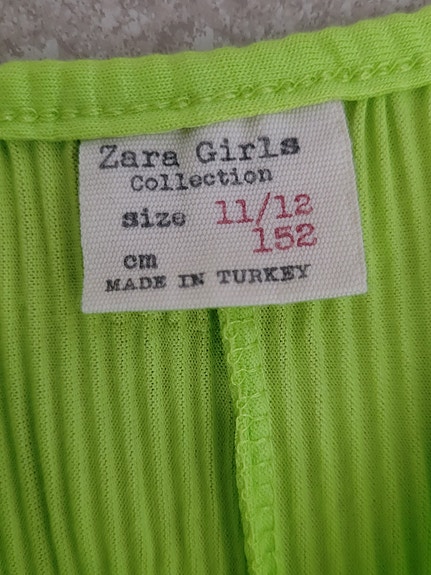 Zara Girls
Collection
size 11/12
cm 152
MADE IN TURKEY